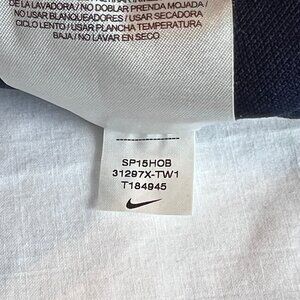 DE LA LAVADORA / NO DOBLAR PRENDA MOJADA /
NO USAR BLANQUEADORES / USAR SECADORA
CICLO LENTO / USAR PLANCHA TEMPERATURA
BAJA / NO LAVAR EN SECO
SP15HOB
31297X-TW1
T184945